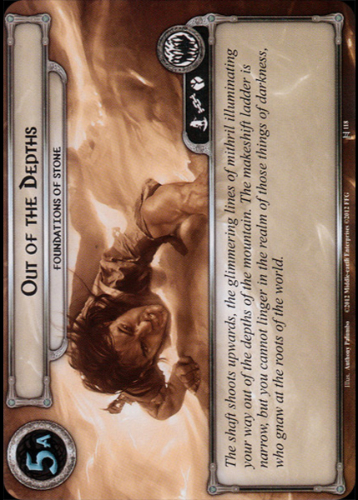 5A
OUT OF THE DEPTHS
FOUNDATIONS OF STONE
The shaft shoots upwards, the glimmering lines of mithril illuminating
your way out of the depths of the mountain. The makeshift ladder is
narrow, but you cannot linger in the realm of those things of darkness,
who gnaw at the roots of the world.
Illus. Anthony Palumbo ©2012 Middle-earth Enterprises ©2012 FFG 118